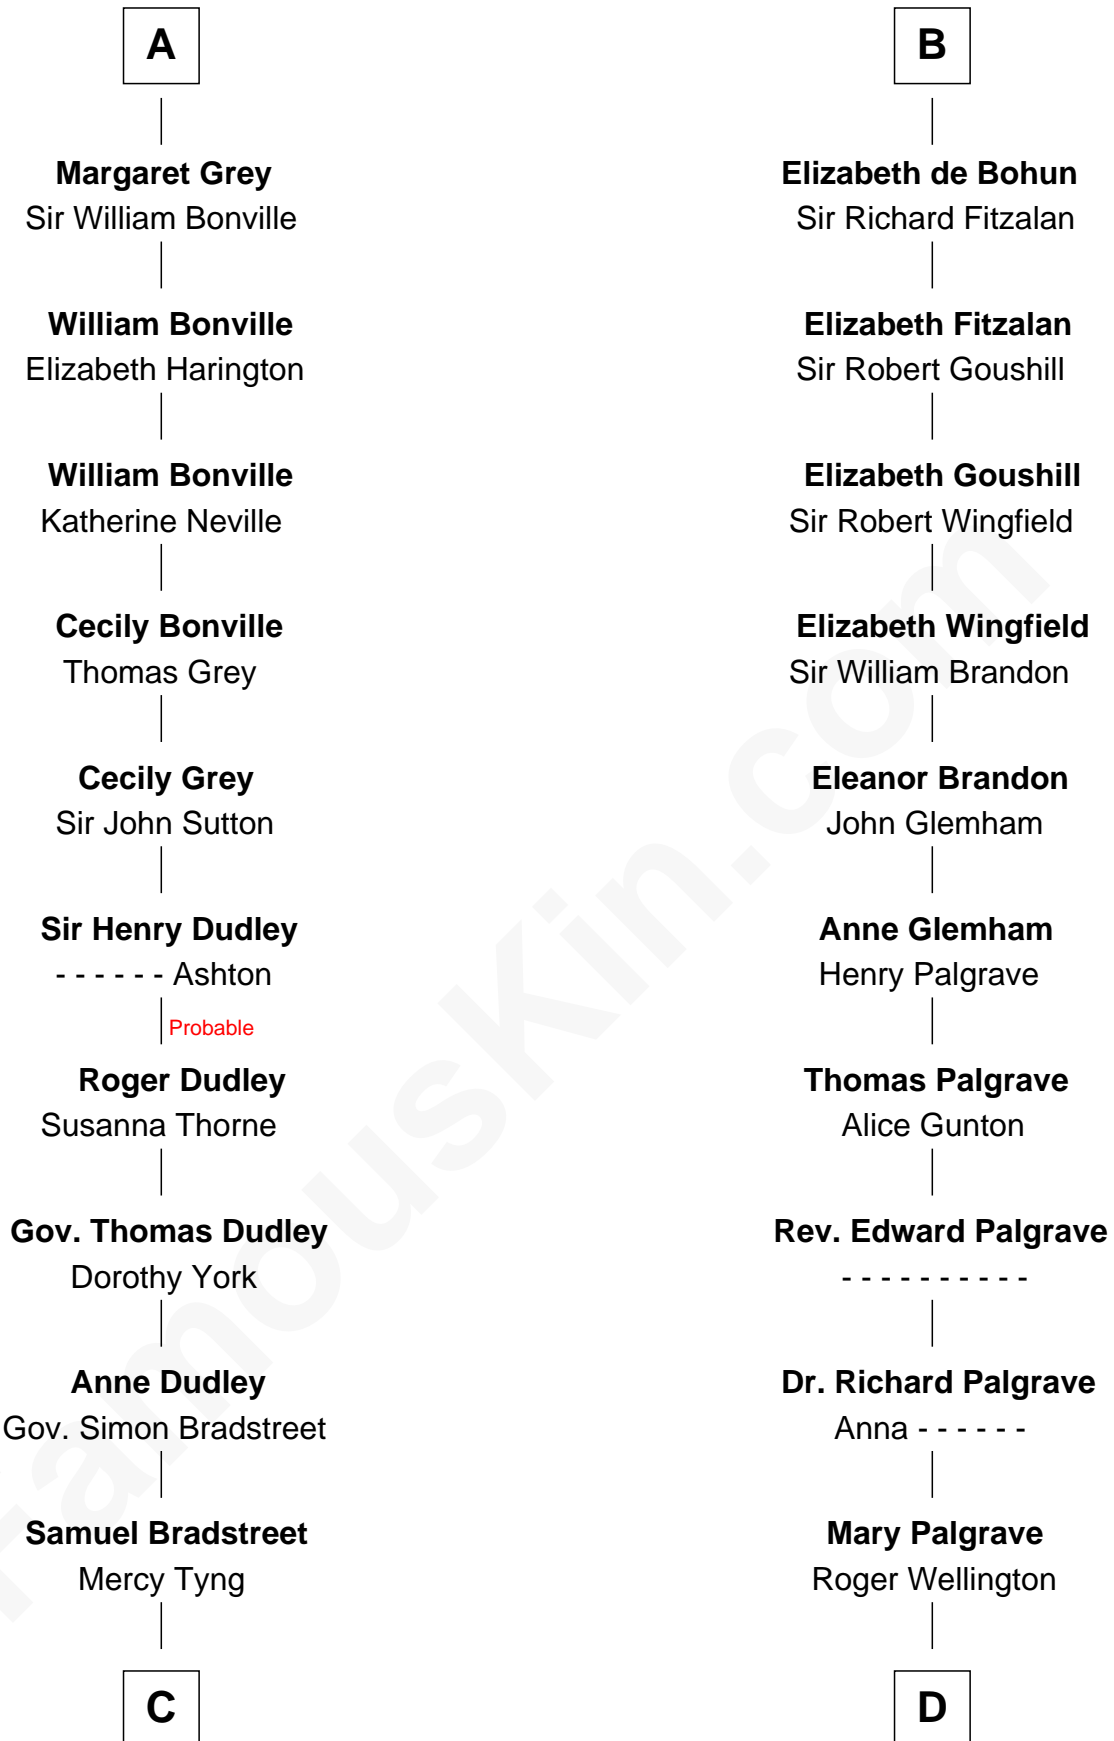 A
Margaret Grey
Sir William Bonville
William Bonville
Elizabeth Harington
William Bonville
Katherine Neville
Cecily Bonville
Thomas Grey
Cecily Grey
Sir John Sutton
Sir Henry Dudley
- - - - - - Ashton
Probable
Roger Dudley
Susanna Thorne
Gov. Thomas Dudley
Dorothy York
Anne Dudley
Gov. Simon Bradstreet
Samuel Bradstreet
Mercy Tyng
C
B
Elizabeth de Bohun
Sir Richard Fitzalan
Elizabeth Fitzalan
Sir Robert Goushill
Elizabeth Goushill
Sir Robert Wingfield
Elizabeth Wingfield
Sir William Brandon
Eleanor Brandon
John Glemham
Anne Glemham
Henry Palgrave
Thomas Palgrave
Alice Gunton
Rev. Edward Palgrave
- - - - - - - - - -
Dr. Richard Palgrave
Anna - - - - - -
Mary Palgrave
Roger Wellington
D
FamousKin.com